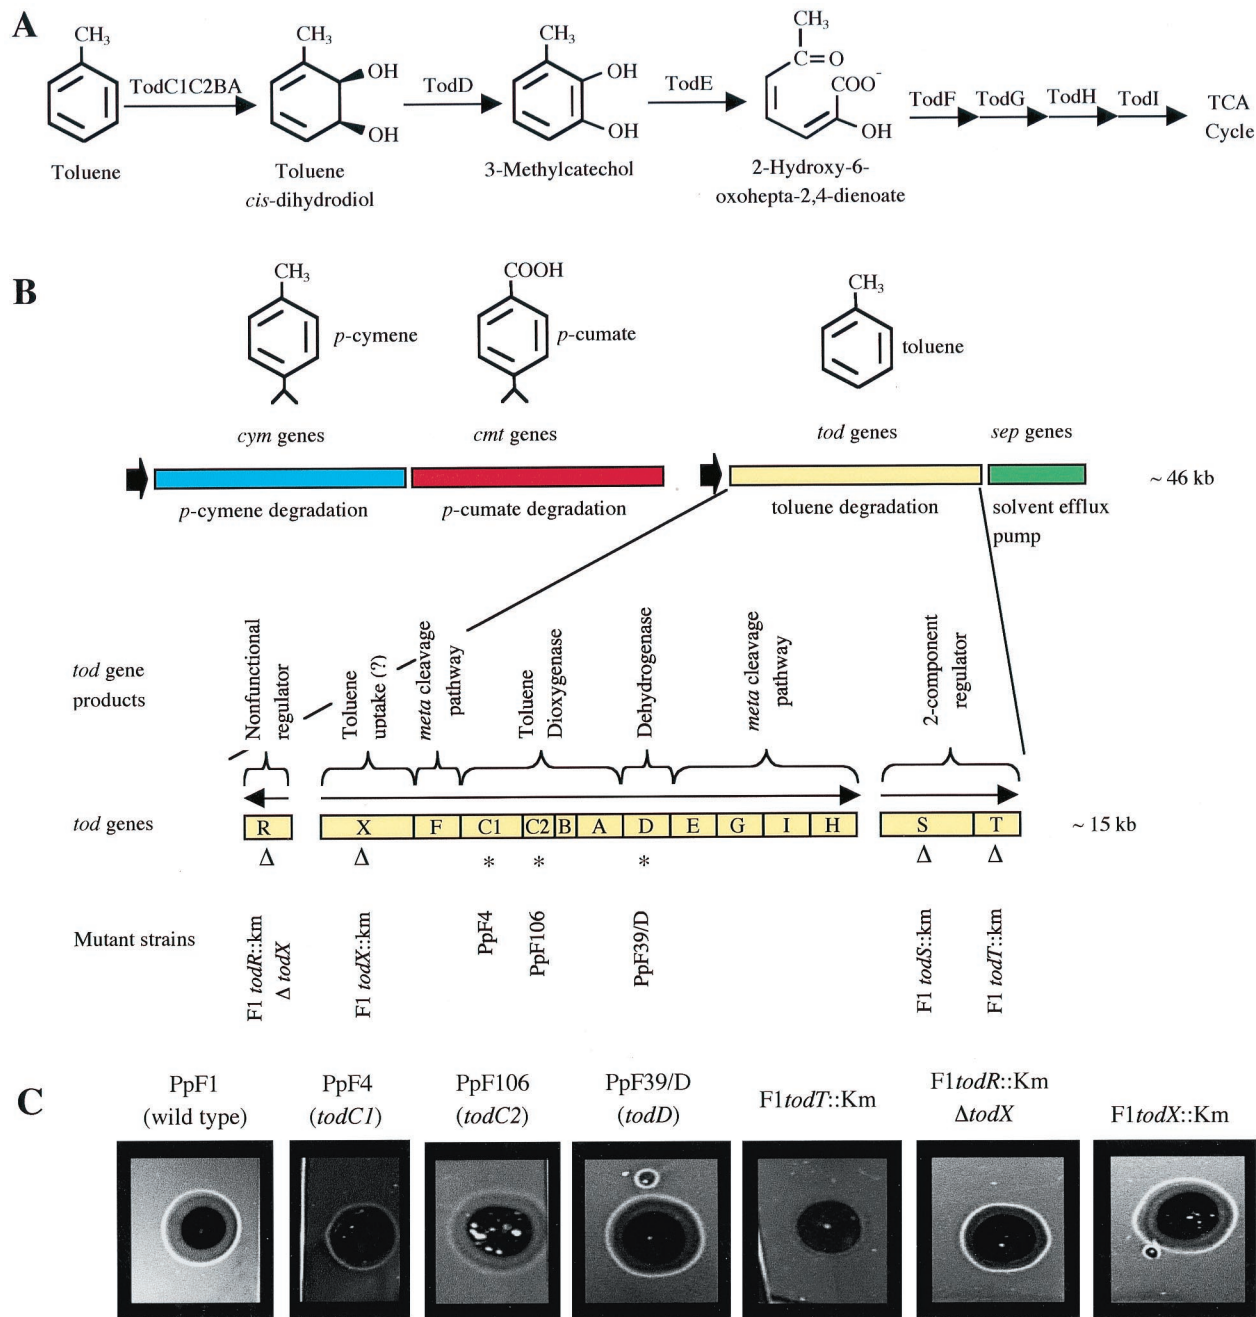 A
CH3
CH3
OH
OH
CH3
OH
OH
CH3
C=O
COO-
OH
TodC1C2BA
TodD
TodE
TodF
TodG
TodH
TodI
TCA
Cycle
Toluene
Toluene
cis-dihydrodiol
3-Methylcatechol
2-Hydroxy-6-
oxohepta-2,4-dienoate
B
CH3
p-cymene
COOH
p-cumate
CH3
toluene
cym genes
cmt genes
tod genes
sep genes
~ 46 kb
p-cymene degradation
p-cumate degradation
toluene degradation
solvent efflux
pump
tod gene
products
Nonfunctional
regulator
Toluene
uptake (?)
meta cleavage
pathway
Toluene
Dioxygenase
Dehydrogenase
meta cleavage
pathway
2-component
regulator
tod genes
R
X
F
C1
C2
B
A
D
E
G
I
H
S
T
~ 15 kb
Δ
Δ
*
*
*
Δ
Δ
Mutant strains
F1 todR::km
Δ todX
F1 todX::km
PpF4
PpF106
PpF39/D
F1 todS::km
F1 todT::km
C
PpF1
(wild type)
PpF4
(todC1)
PpF106
(todC2)
PpF39/D
(todD)
F1todT::Km
F1todR::Km
ΔtodX
F1todX::Km